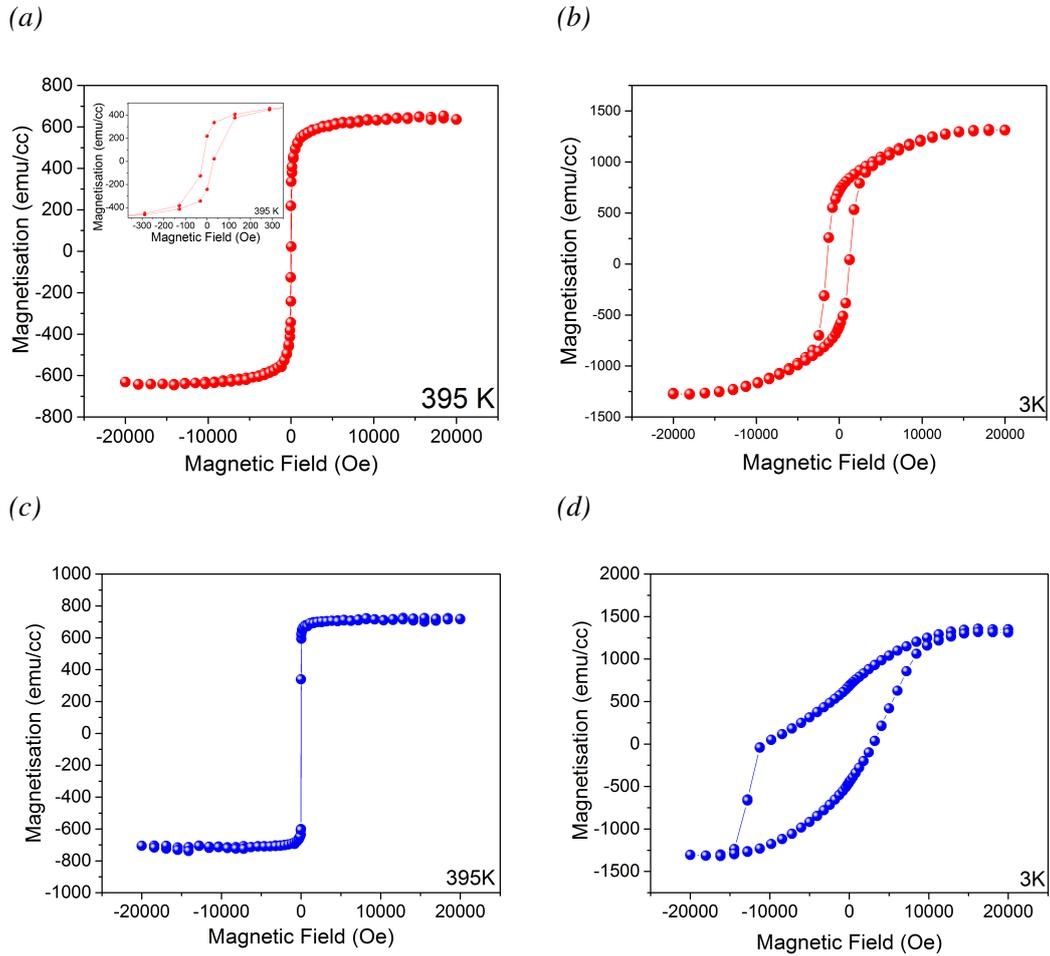 (a)
(b)
800
600
400
200
0
-200
-400
-600
-800
Magnetisation (emu/cc)
400
200
0
-200
-400
Magnetisation (emu/cc)
-300 -200 -100 0 100 200 300
Magnetic Field (Oe)
395 K
395 K
-20000 -10000 0 10000 20000
Magnetic Field (Oe)
1500
1000
500
0
-500
-1000
-1500
Magnetisation (emu/cc)
3K
-20000 -10000 0 10000 20000
Magnetic Field (Oe)
(c)
(d)
1000
800
600
400
200
0
-200
-400
-600
-800
-1000
Magnetisation (emu/cc)
395K
-20000 -10000 0 10000 20000
Magnetic Field (Oe)
2000
1500
1000
500
0
-500
-1000
-1500
Magnetisation (emu/cc)
3K
-20000 -10000 0 10000 20000
Magnetic Field (Oe)